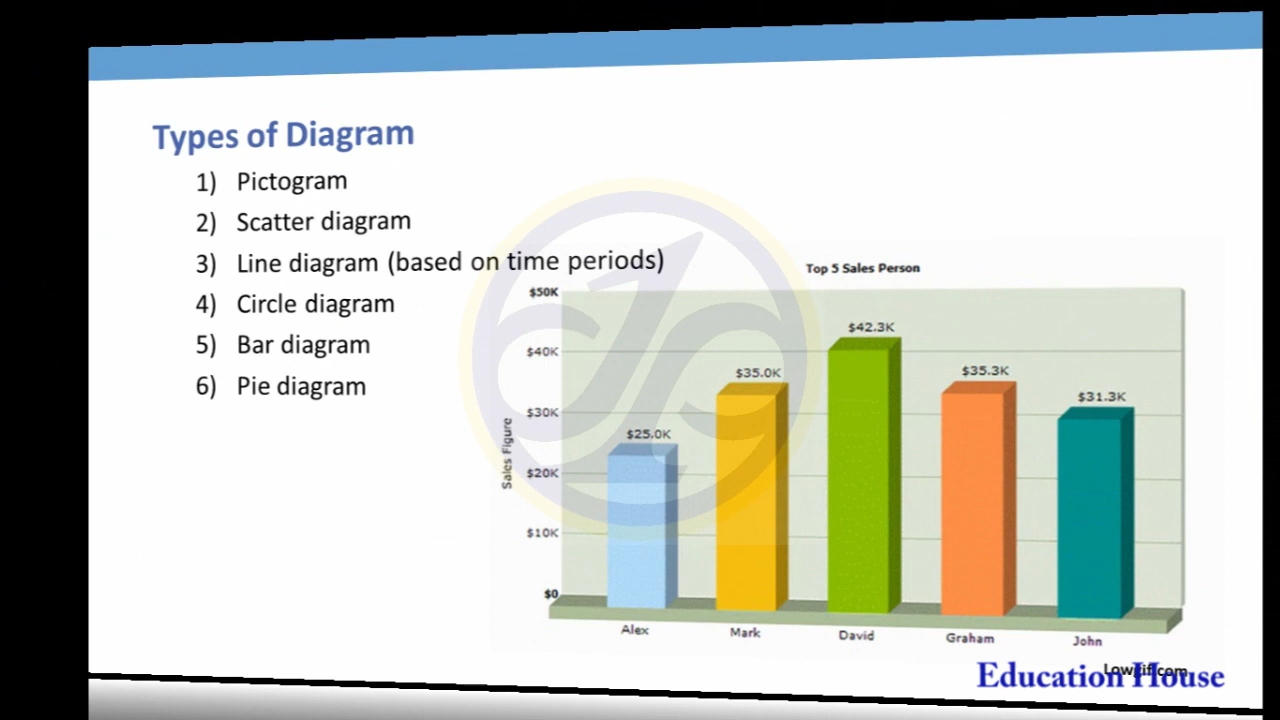 Types of Diagram
1) Pictogram
2) Scatter diagram
3) Line diagram (based on time periods)
4) Circle diagram
5) Bar diagram
6) Pie diagram
Top 5 Sales Person
Sales Figure
$50K
$40K
$30K
$20K
$10K
$0
$25.0K
$35.0K
$42.3K
$35.3K
$31.3K
Alex
Mark
David
Graham
John
Education House